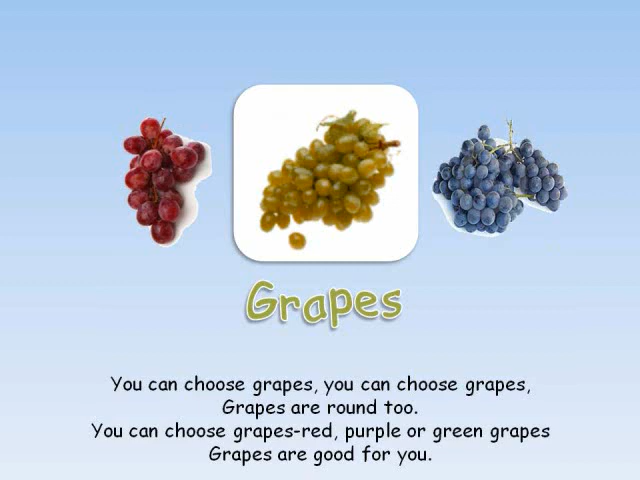 Grapes
You can choose grapes, you can choose grapes,
Grapes are round too.
You can choose grapes-red, purple or green grapes
Grapes are good for you.